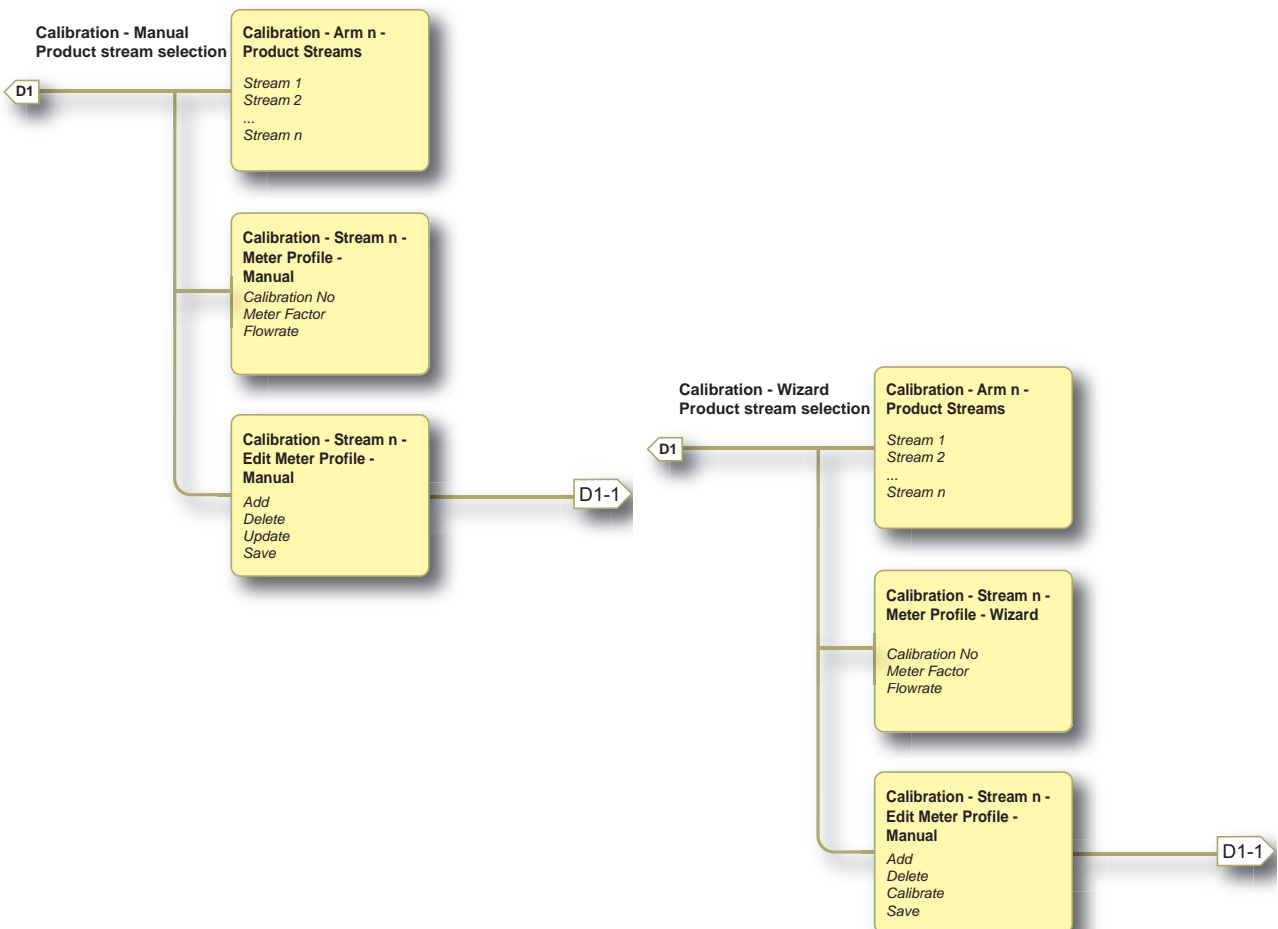 Calibration - Manual
Product stream selection
D1
Calibration - Arm n -
Product Streams
Stream 1
Stream 2
...
Stream n
Calibration - Stream n -
Meter Profile -
Manual
Calibration No
Meter Factor
Flowrate
Calibration - Stream n -
Edit Meter Profile -
Manual
Add
Delete
Update
Save
D1-1
Calibration - Wizard
Product stream selection
D1
Calibration - Arm n -
Product Streams
Stream 1
Stream 2
...
Stream n
Calibration - Stream n -
Meter Profile - Wizard
Calibration No
Meter Factor
Flowrate
Calibration - Stream n -
Edit Meter Profile -
Manual
Add
Delete
Calibrate
Save
D1-1